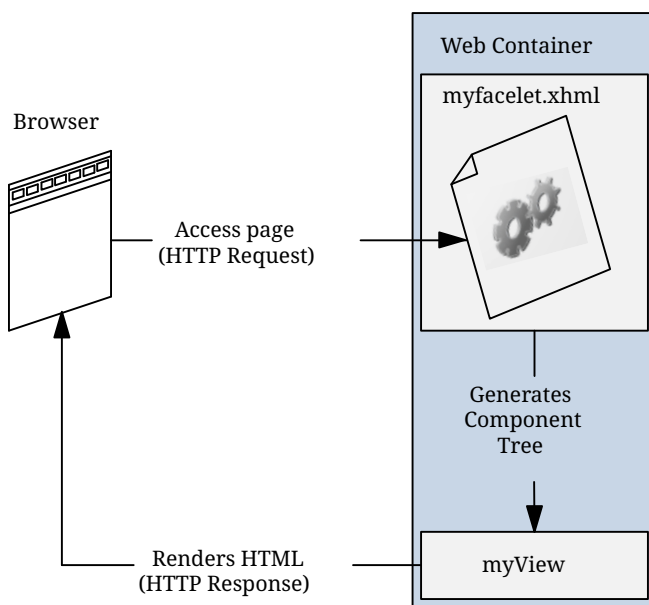 Web Container
myfacelet.xhml
Browser
Access page
(HTTP Request)
Generates
Component
Tree
Renders HTML
(HTTP Response)
myView